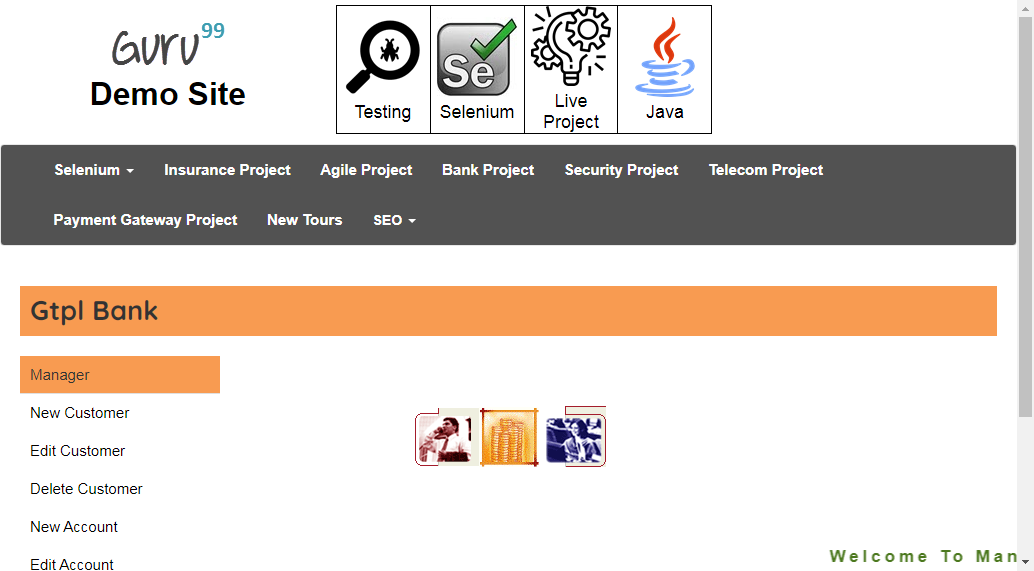 Guru99
Demo Site
Testing
Se
Selenium
Live
Project
Java
Selenium Insurance Project Agile Project Bank Project Security Project Telecom Project
Payment Gateway Project New Tours SEO
Gtpl Bank
Manager
New Customer
Edit Customer
Delete Customer
New Account
Edit Account
Welcome To Man